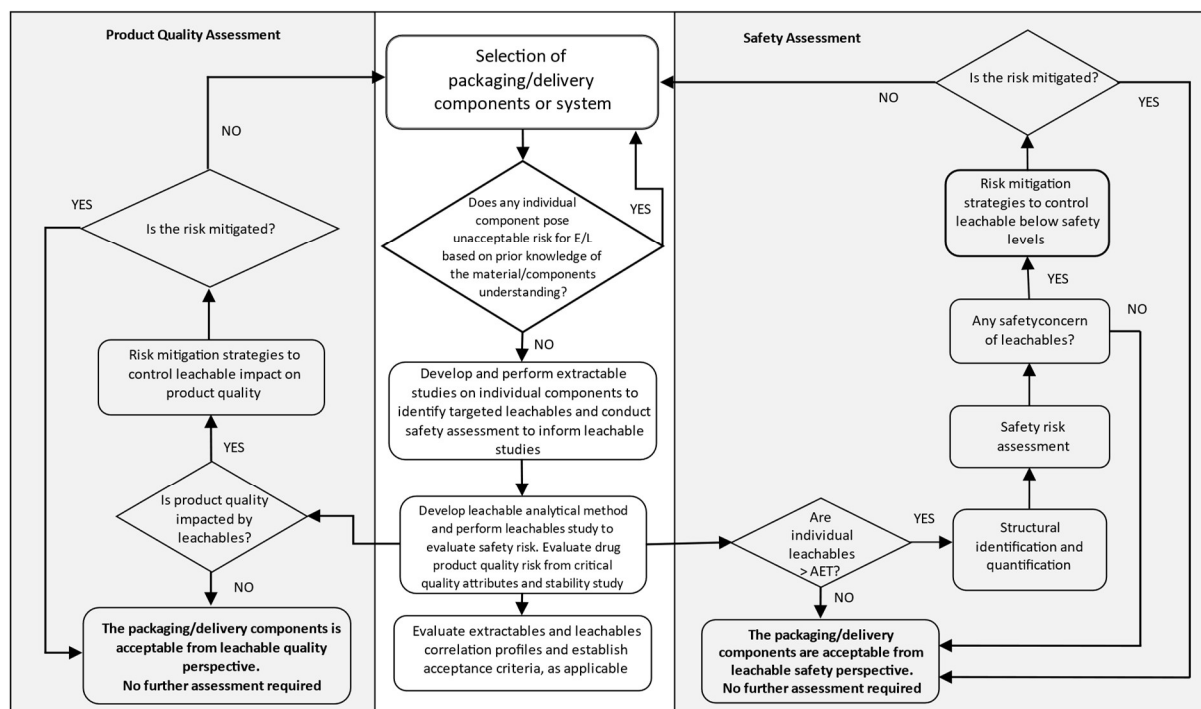 Product Quality Assessment
Safety Assessment
Selection of
packaging/delivery
components or system
Is the risk mitigated?
NO
YES
NO
YES
Does any individual
component pose
unacceptable risk for E/L
based on prior knowledge of
the material/components
understanding?
YES
NO
Is the risk mitigated?
Risk mitigation strategies to
control leachable impact on
product quality
YES
Is product quality
impacted by
leachables?
NO
The packaging/delivery components is
acceptable from leachable quality
perspective.
No further assessment required
Develop and perform extractable
studies on individual components to
identify targeted leachables and conduct
safety assessment to inform leachable
studies
Develop leachable analytical method
and perform leachables study to
evaluate safety risk. Evaluate drug
product quality risk from critical
quality attributes and stability study
Evaluate extractables and leachables
correlation profiles and establish
acceptance criteria, as applicable
Risk mitigation
strategies to control
leachable below safety
levels
YES
Any safetyconcern
of leachables?
NO
Safety risk
assessment
Are
individual
leachables
> AET?
YES
Structural
identification and
quantification
NO
The packaging/delivery
components are acceptable from
leachable safety perspective.
No further assessment required